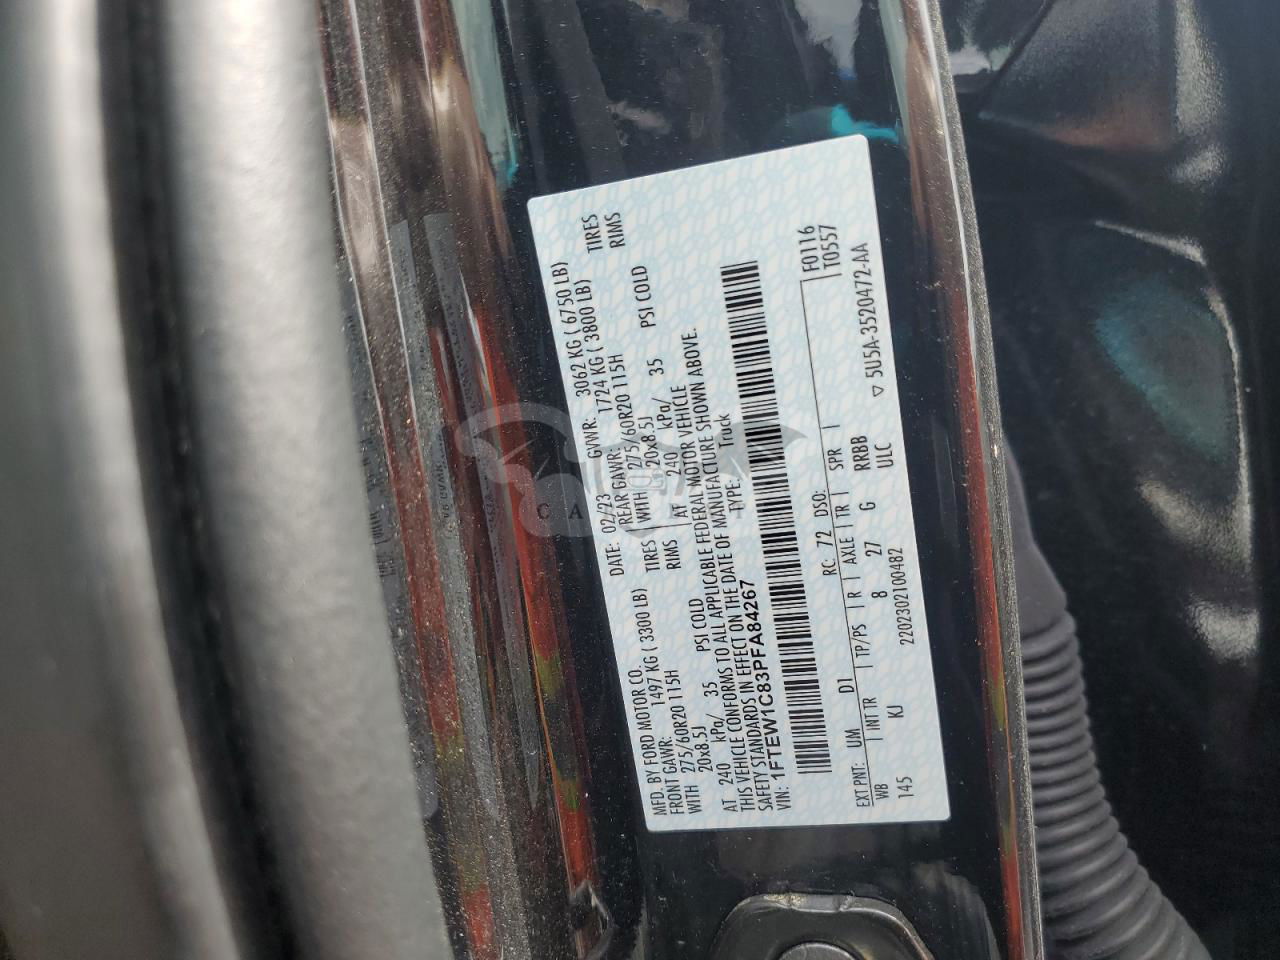 MFD. BY FORD MOTOR CO.
DATE: 02/23 GVWR: 3062 KG ( 6750 LB)
FRONT GAWR: 1497 KG ( 3300 LB)
REAR GAWR: 1724 KG ( 3800 LB)
WITH 275/60R20 115H TIRES
WITH 275/60R20 115H TIRES
20x8.5J RIMS
20x8.5J RIMS
AT 240 kPa/ 35 PSI COLD
AT 240 kPa/ 35 PSI COLD
THIS VEHICLE CONFORMS TO ALL APPLICABLE FEDERAL MOTOR VEHICLE
SAFETY STANDARDS IN EFFECT ON THE DATE OF MANUFACTURE SHOWN ABOVE.
VIN: 1FTEW1C83PFA84267 TYPE: Truck
F0116
T0557
EXT PNT: UM D1 RC: 72 DSO:
WB INTTR TP/PS R AXLE TR SPR
145 KJ 8 27 G RRBB
ULC
2202302100482 ▽ 5U5A-3520472-AA